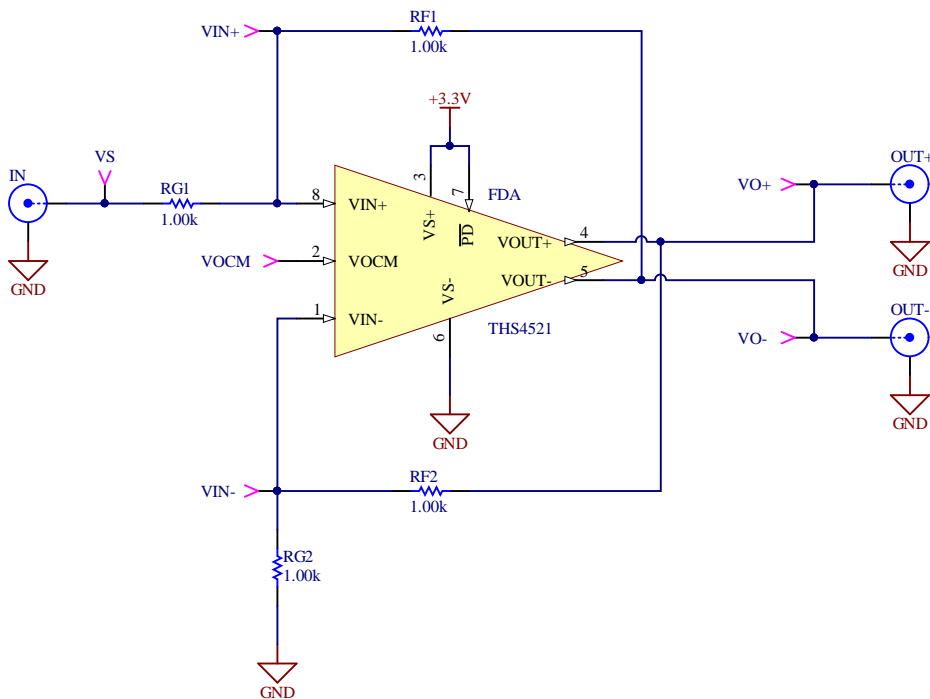 RF1
VIN+
1.00k
+3.3V
IN
VS
RG1
1.00k
3
7
FDA
OUT+
VO+
8
VIN+
VS+
PD
VOUT+
4
GND
VOCM
2
VOCM
GND
VOUT-
5
VS-
OUT-
1
VIN-
6
THS4521
VO-
GND
GND
VIN-
RF2
1.00k
RG2
1.00k
GND